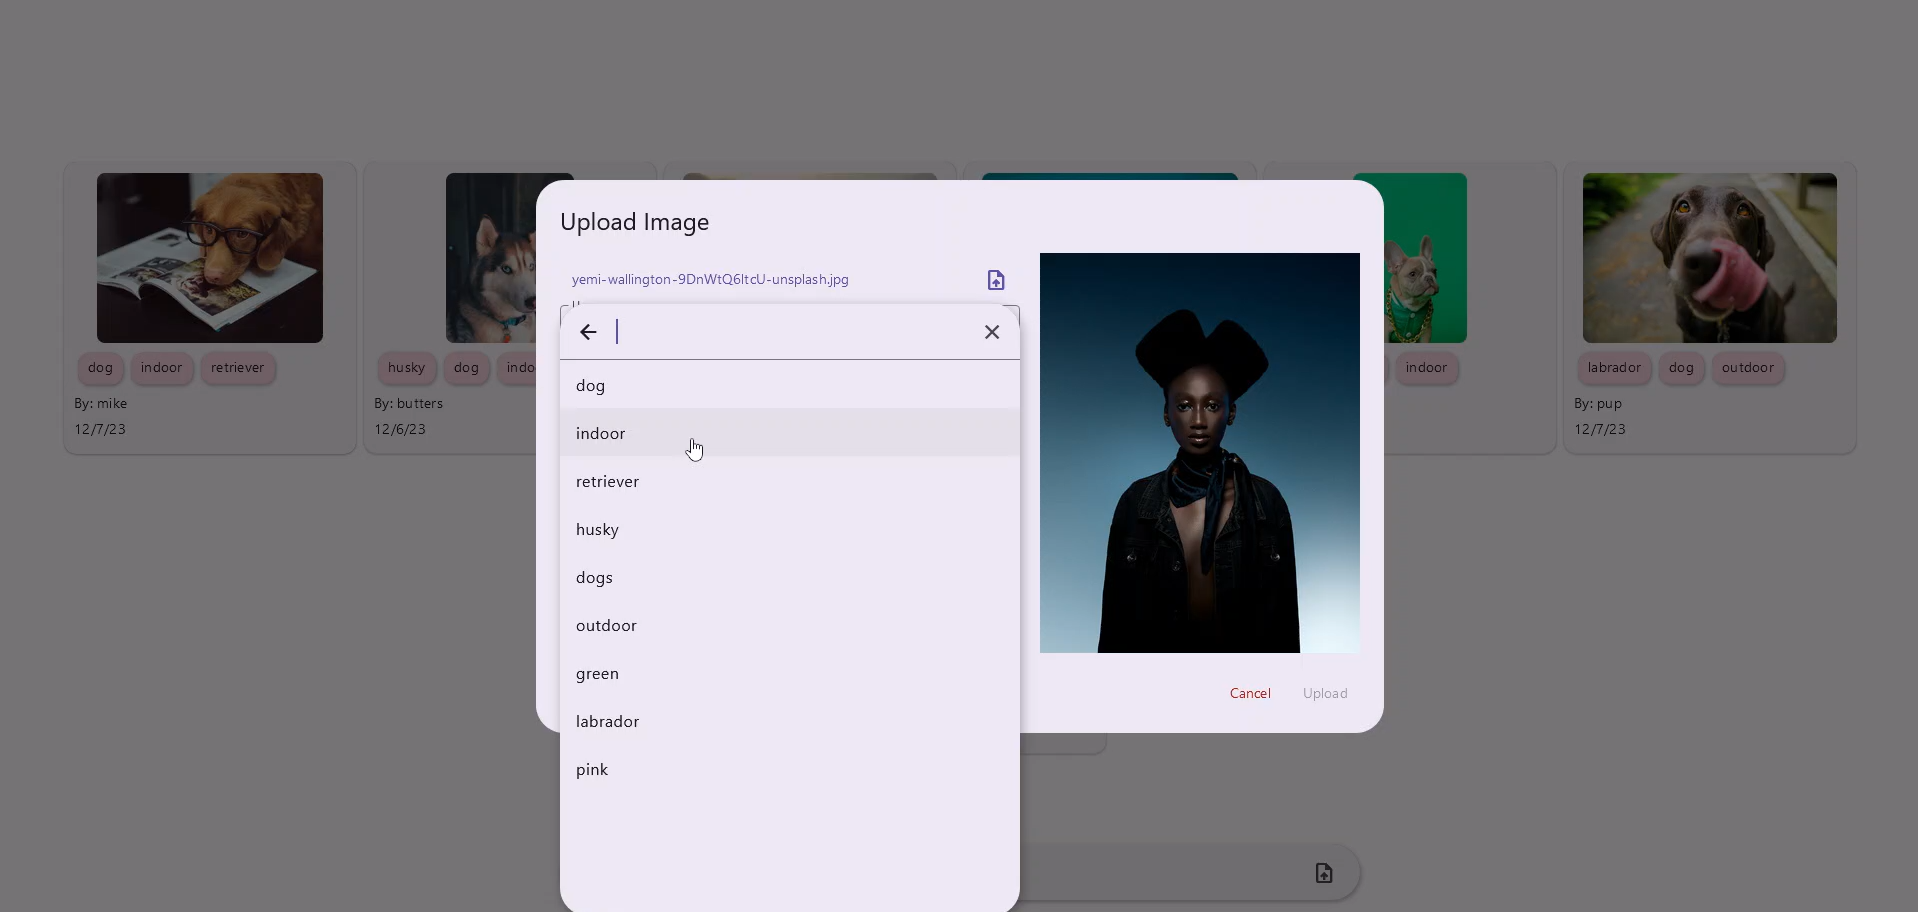 Upload Image
yemi-wallington-9DnWtQ6ltcU-unsplash.jpg
dog
indoor
retriever
husky
dogs
outdoor
green
labrador
pink
Cancel
Upload
dog
indoor
retriever
By: mike
12/7/23
husky
dog
By: butters
12/6/23
indoor
labrador
dog
outdoor
By: pup
12/7/23